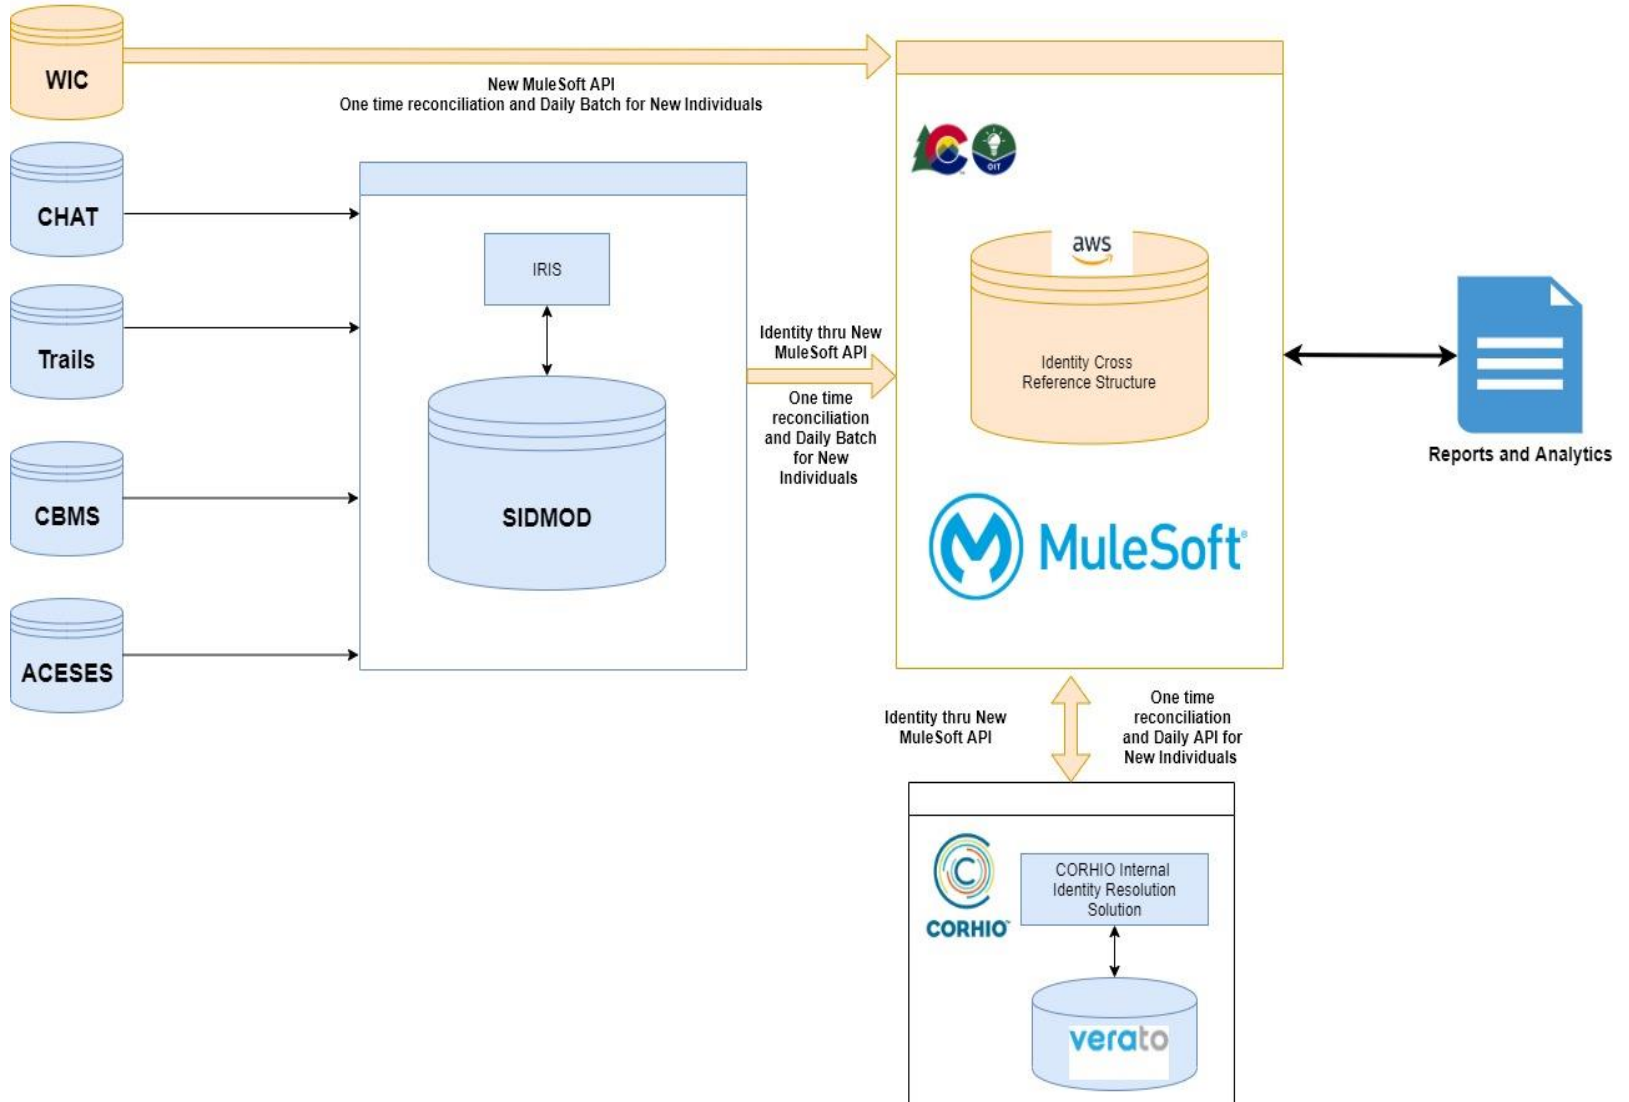 WIC
New MuleSoft API
One time reconciliation and Daily Batch for New Individuals
CHAT
Trails
CBMS
ACESES
IRIS
SIDMOD
Identity thru New
MuleSoft API
One time
reconciliation
and Daily Batch
for New
Individuals
C
OIT
aws
Identity Cross
Reference Structure
MuleSoft®
Reports and Analytics
Identity thru New
MuleSoft API
One time
reconciliation
and Daily API for
New Individuals
C
CORHIO™
CORHIO Internal
Identity Resolution
Solution
verato